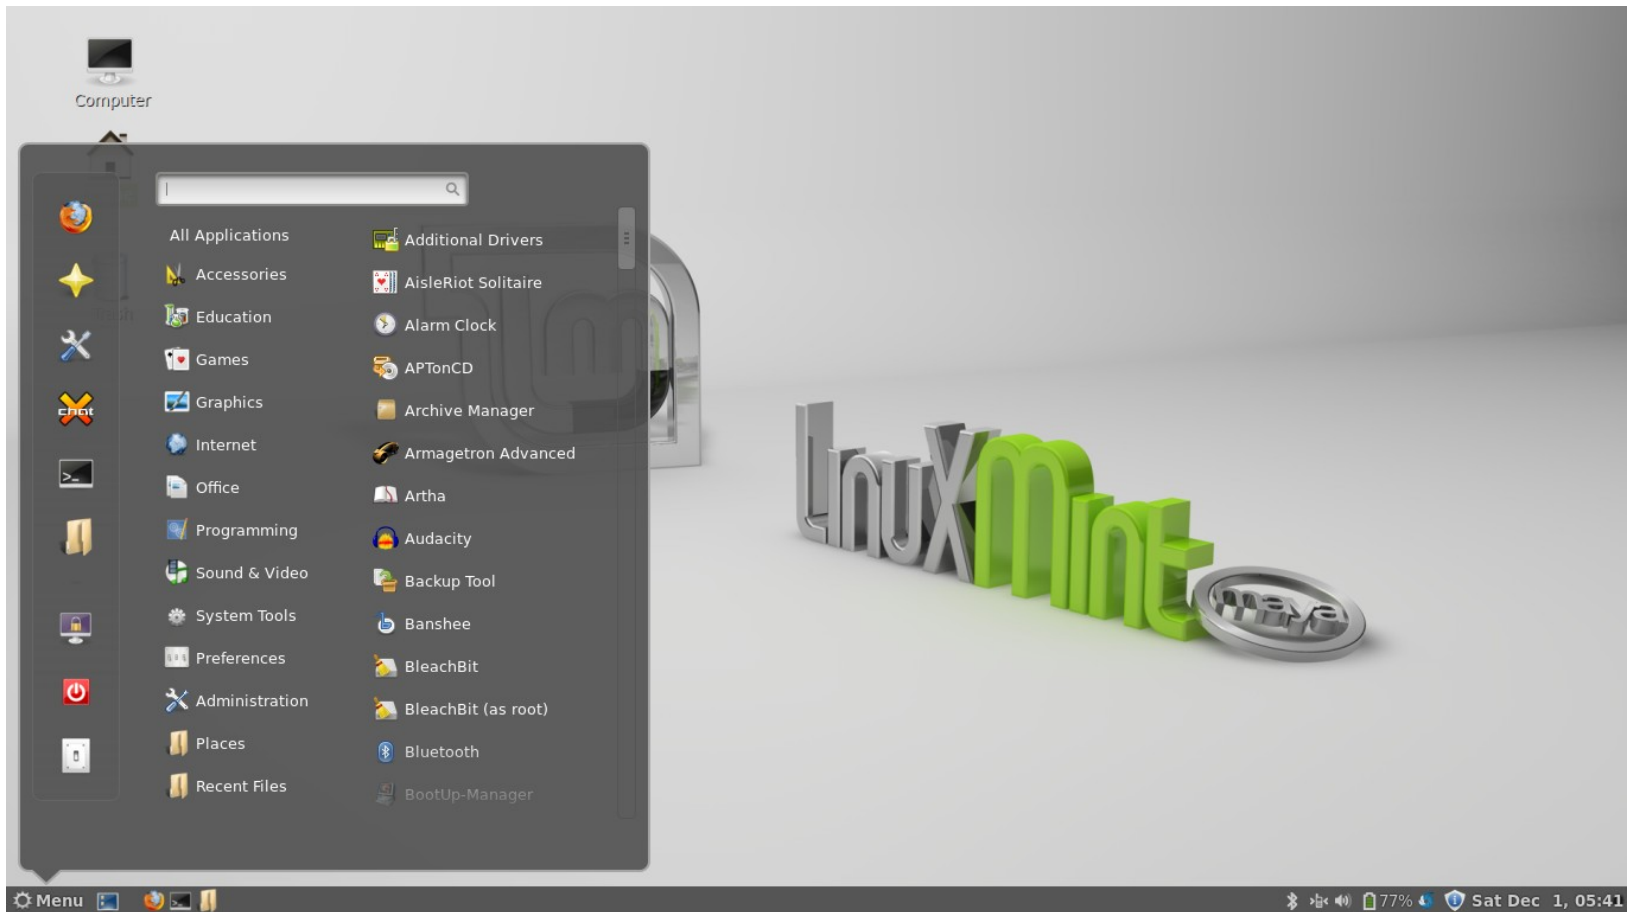 Computer
All Applications
Accessories
Education
Games
Graphics
Internet
Office
Programming
Sound & Video
System Tools
Preferences
Administration
Places
Recent Files
Additional Drivers
AisleRiot Solitaire
Alarm Clock
APTonCD
Archive Manager
Armagetron Advanced
Artha
Audacity
Backup Tool
Banshee
BleachBit
BleachBit (as root)
Bluetooth
BootUp-Manager
chat
LinuxMint
maya
Menu
77%
Sat Dec 1, 05:41